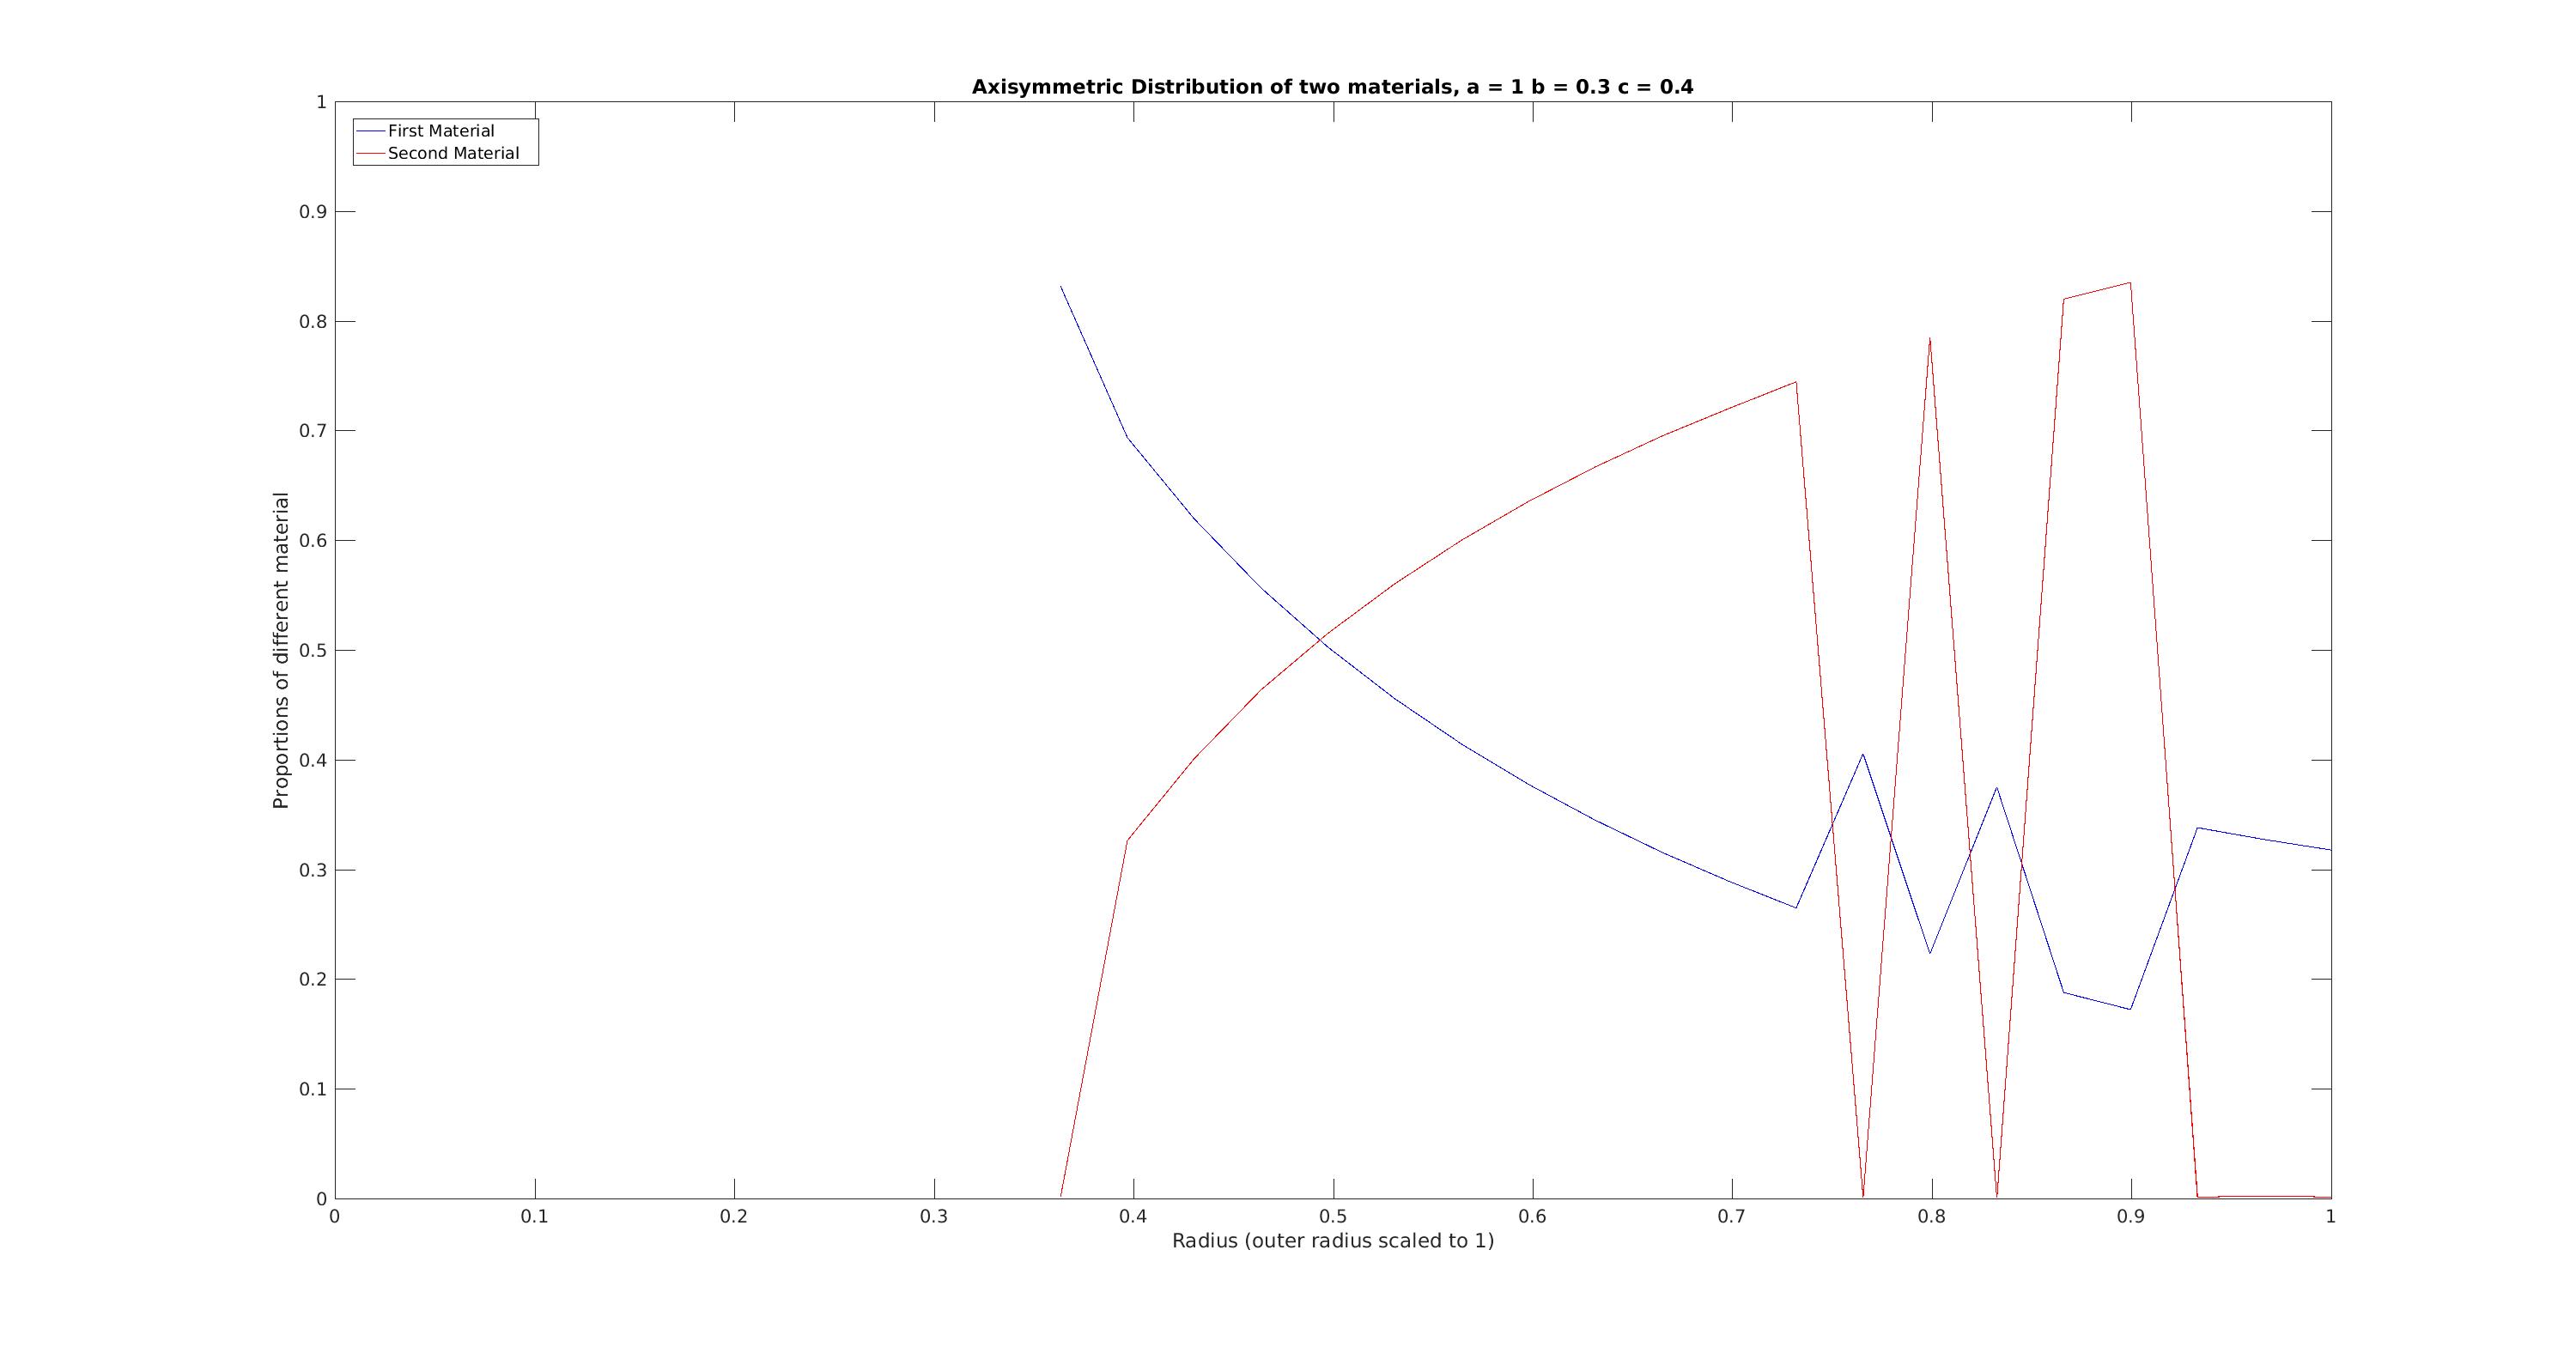 Axisymmetric Distribution of two materials, a = 1 b = 0.3 c = 0.4
First Material
Second Material
Proportions of different material
1
0.9
0.8
0.7
0.6
0.5
0.4
0.3
0.2
0.1
0
0 0.1 0.2 0.3 0.4 0.5 0.6 0.7 0.8 0.9 1
Radius (outer radius scaled to 1)